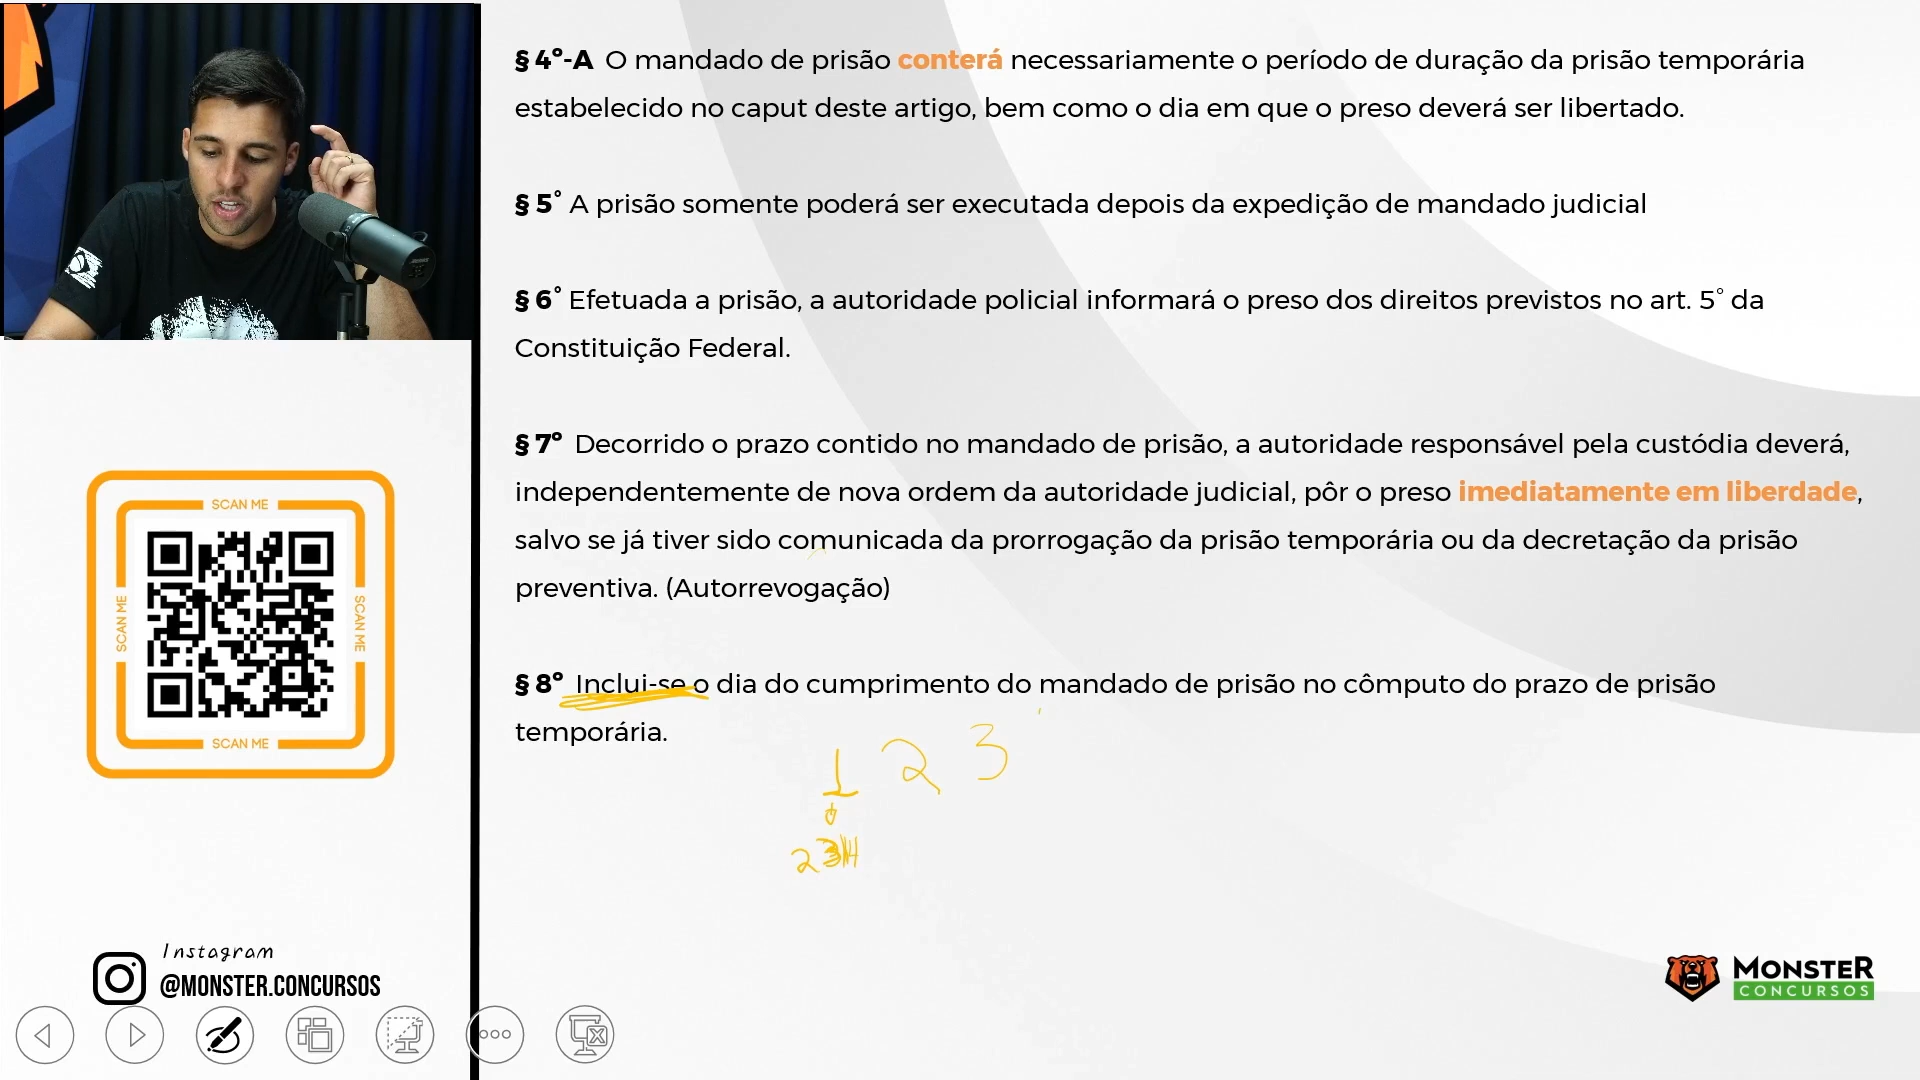 § 4º-A O mandado de prisão conterá necessariamente o período de duração da prisão temporária
estabelecido no caput deste artigo, bem como o dia em que o preso deverá ser libertado.
§ 5° A prisão somente poderá ser executada depois da expedição de mandado judicial
§ 6° Efetuada a prisão, a autoridade policial informará o preso dos direitos previstos no art. 5° da
Constituição Federal.
§ 7º Decorrido o prazo contido no mandado de prisão, a autoridade responsável pela custódia deverá,
independentemente de nova ordem da autoridade judicial, pôr o preso imediatamente em liberdade,
salvo se já tiver sido comunicada da prorrogação da prisão temporária ou da decretação da prisão
preventiva. (Autorrevogação)
§ 8º Inclui-se o dia do cumprimento do mandado de prisão no cômputo do prazo de prisão
temporária.
1 2 3
SCAN ME
SCAN ME
SCAN ME
SCAN ME
Instagram
@MONSTER.CONCURSOS
MONSTER
CONCURSOS